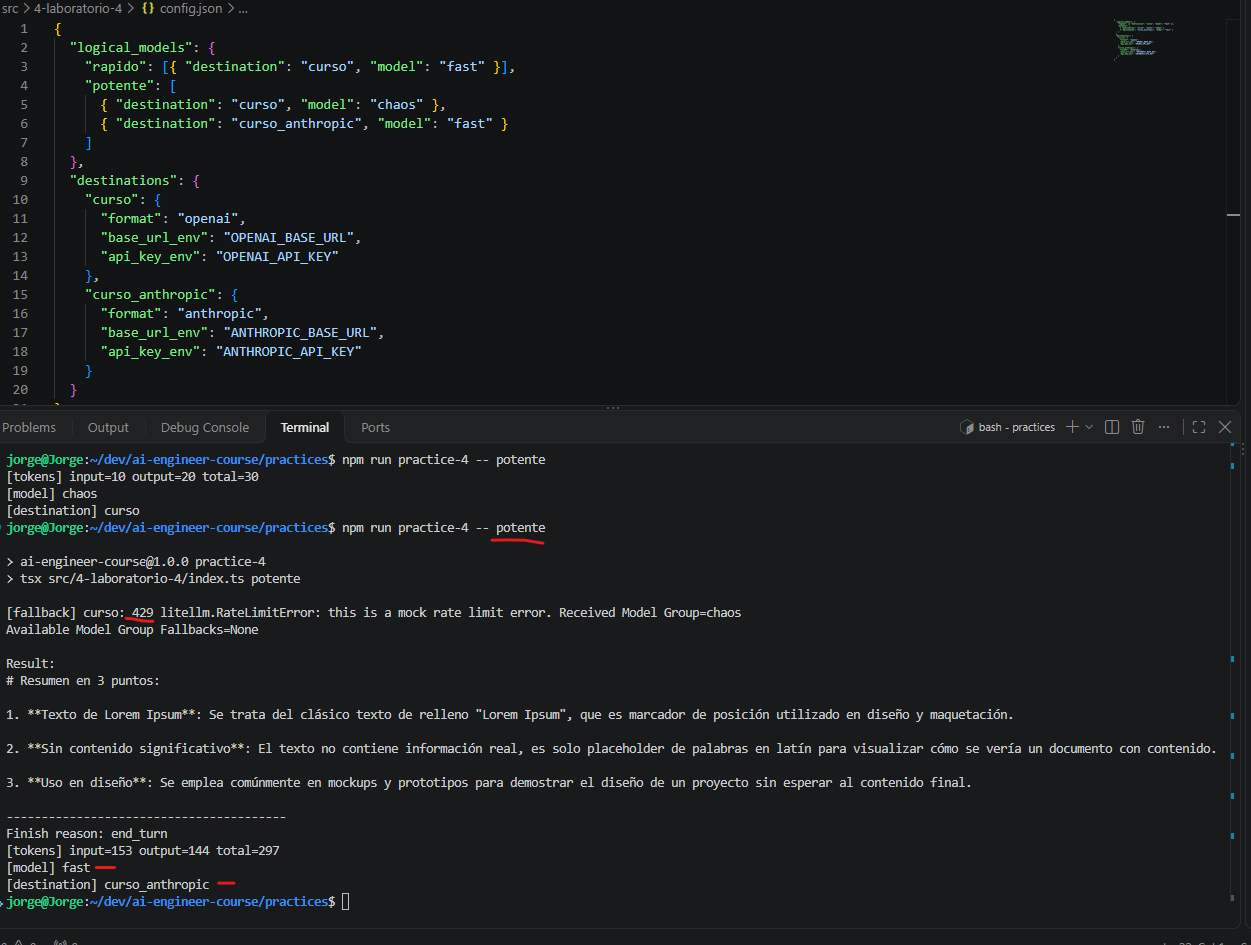 src > 4-laboratorio-4 > {} config.json > ...
1 {
2 "logical_models": {
3 "rapido": [{ "destination": "curso", "model": "fast" }],
4 "potente": [
5 { "destination": "curso", "model": "chaos" },
6 { "destination": "curso_anthropic", "model": "fast" }
7 ]
8 },
9 "destinations": {
10 "curso": {
11 "format": "openai",
12 "base_url_env": "OPENAI_BASE_URL",
13 "api_key_env": "OPENAI_API_KEY"
14 },
15 "curso_anthropic": {
16 "format": "anthropic",
17 "base_url_env": "ANTHROPIC_BASE_URL",
18 "api_key_env": "ANTHROPIC_API_KEY"
19 }
20 }
Problems Output Debug Console Terminal Ports bash - practices
jorge@Jorge:~/dev/ai-engineer-course/practices$ npm run practice-4 -- potente
[tokens] input=10 output=20 total=30
[model] chaos
[destination] curso
jorge@Jorge:~/dev/ai-engineer-course/practices$ npm run practice-4 -- potente
> ai-engineer-course@1.0.0 practice-4
> tsx src/4-laboratorio-4/index.ts potente
[fallback] curso: 429 litellm.RateLimitError: this is a mock rate limit error. Received Model Group=chaos
Available Model Group Fallbacks=None
Result:
# Resumen en 3 puntos:
1. **Texto de Lorem Ipsum**: Se trata del clásico texto de relleno "Lorem Ipsum", que es marcador de posición utilizado en diseño y maquetación.
2. **Sin contenido significativo**: El texto no contiene información real, es solo placeholder de palabras en latín para visualizar cómo se vería un documento con contenido.
3. **Uso en diseño**: Se emplea comúnmente en mockups y prototipos para demostrar el diseño de un proyecto sin esperar al contenido final.
----------------------------------------
Finish reason: end_turn
[tokens] input=153 output=144 total=297
[model] fast
[destination] curso_anthropic
jorge@Jorge:~/dev/ai-engineer-course/practices$